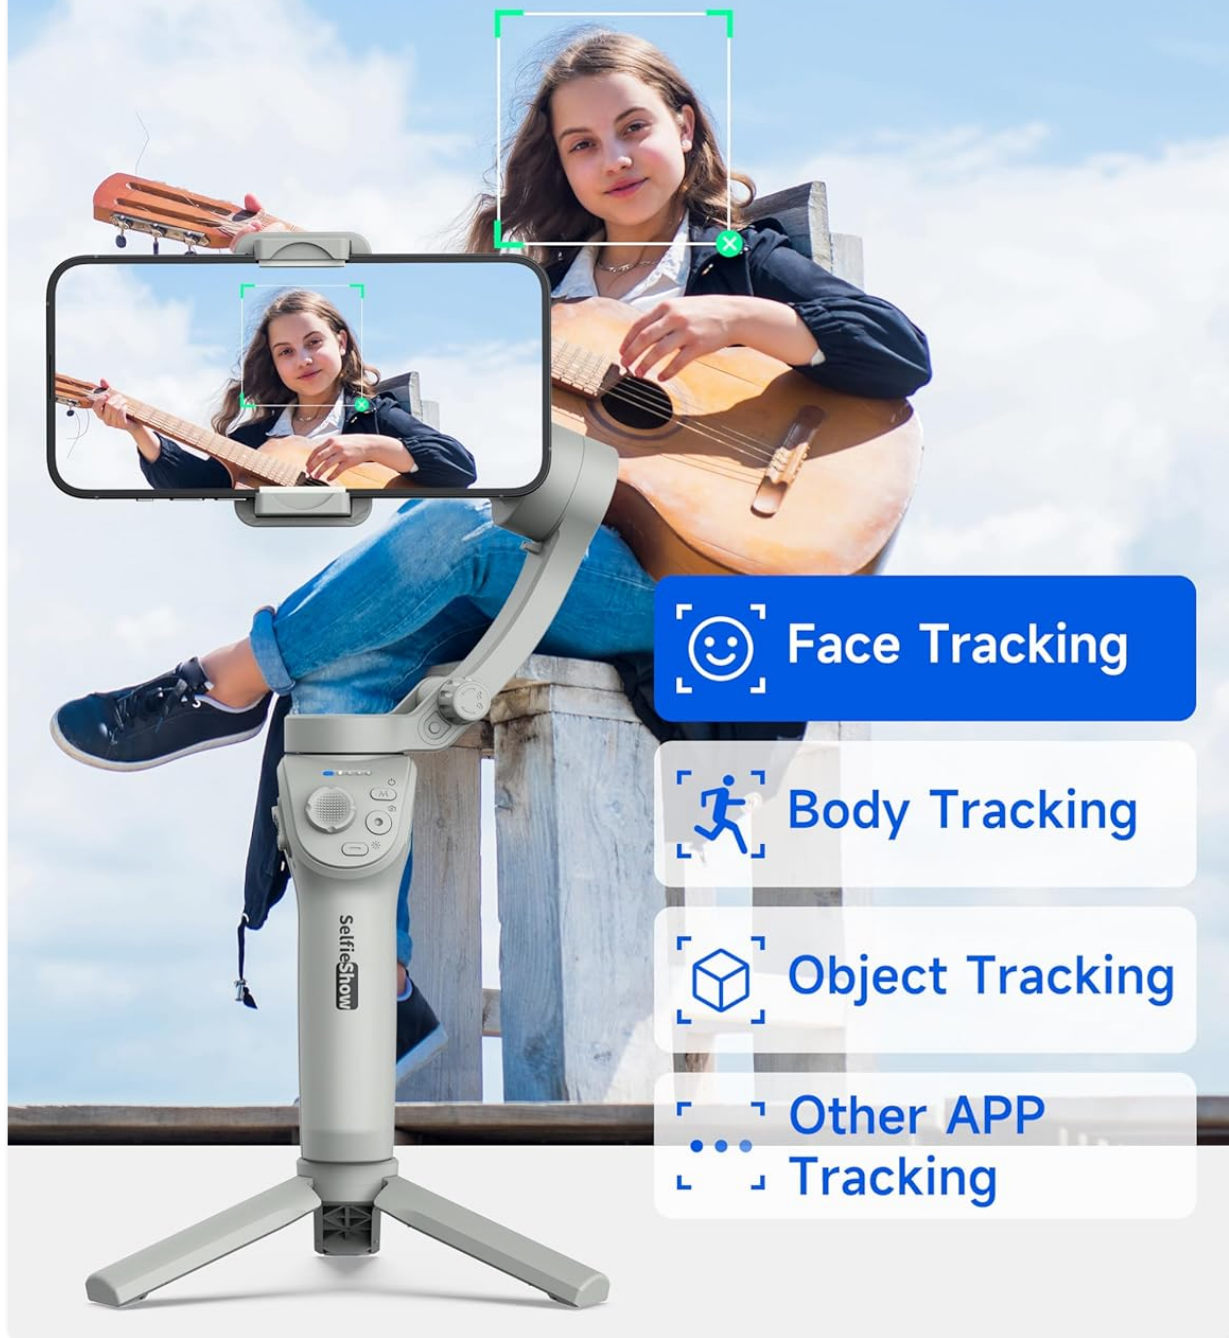 Face Tracking
Body Tracking
Object Tracking
Other APP
Tracking
SelfieShow
M